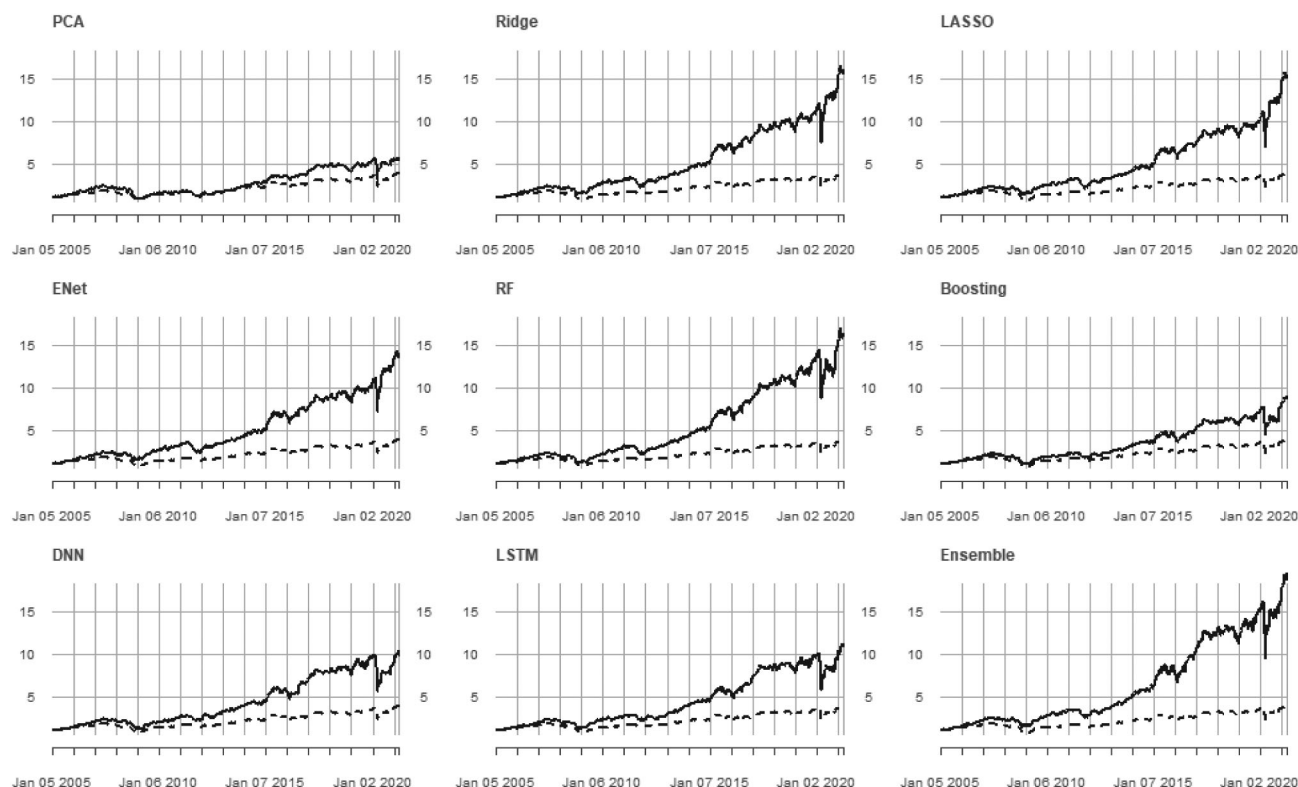 PCA Ridge LASSO
15 15 15
10 10 10
5 5 5
Jan 05 2005 Jan 06 2010 Jan 07 2015 Jan 02 2020 Jan 05 2005 Jan 06 2010 Jan 07 2015 Jan 02 2020 Jan 05 2005 Jan 06 2010 Jan 07 2015 Jan 02 2020
ENet RF Boosting
15 15 15
10 10 10
5 5 5
Jan 05 2005 Jan 06 2010 Jan 07 2015 Jan 02 2020 Jan 05 2005 Jan 06 2010 Jan 07 2015 Jan 02 2020 Jan 05 2005 Jan 06 2010 Jan 07 2015 Jan 02 2020
DNN LSTM Ensemble
15 15 15
10 10 10
5 5 5
Jan 05 2005 Jan 06 2010 Jan 07 2015 Jan 02 2020 Jan 05 2005 Jan 06 2010 Jan 07 2015 Jan 02 2020 Jan 05 2005 Jan 06 2010 Jan 07 2015 Jan 02 2020